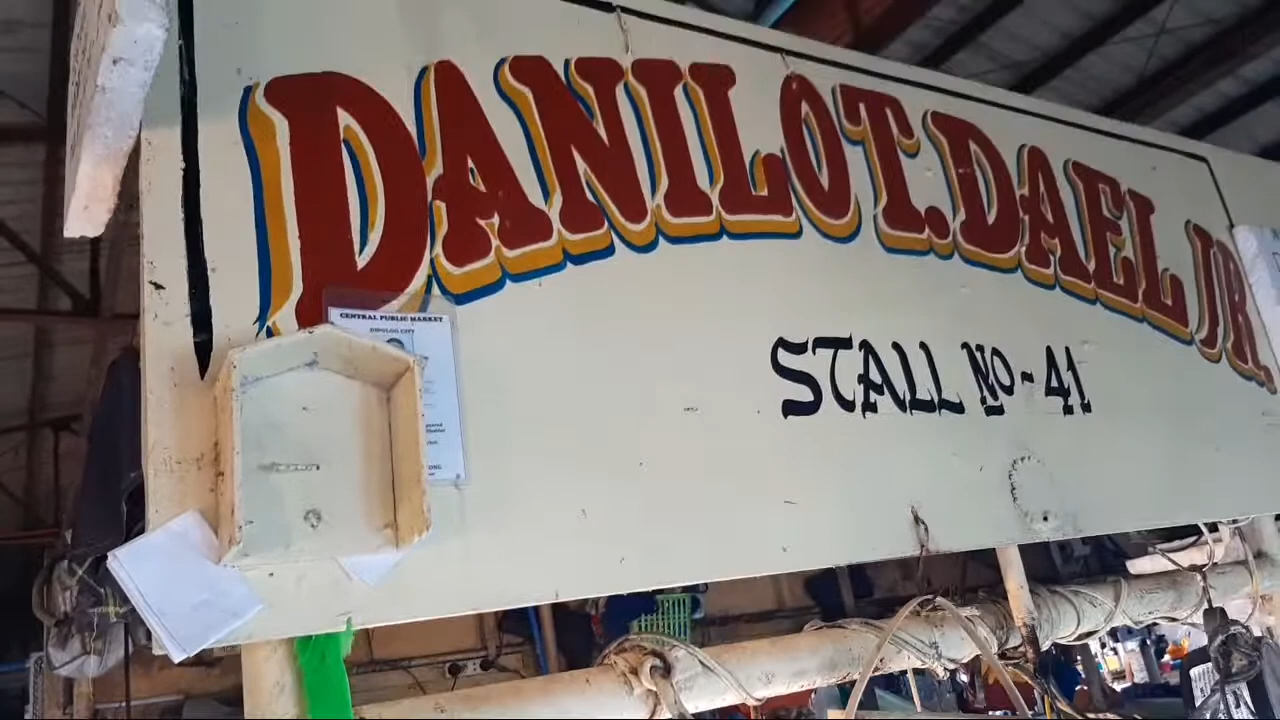 DANILO T. DAEL JR
STALL NO - 41
CENTRAL PUBLIC MARKET
DIPOLOG CITY